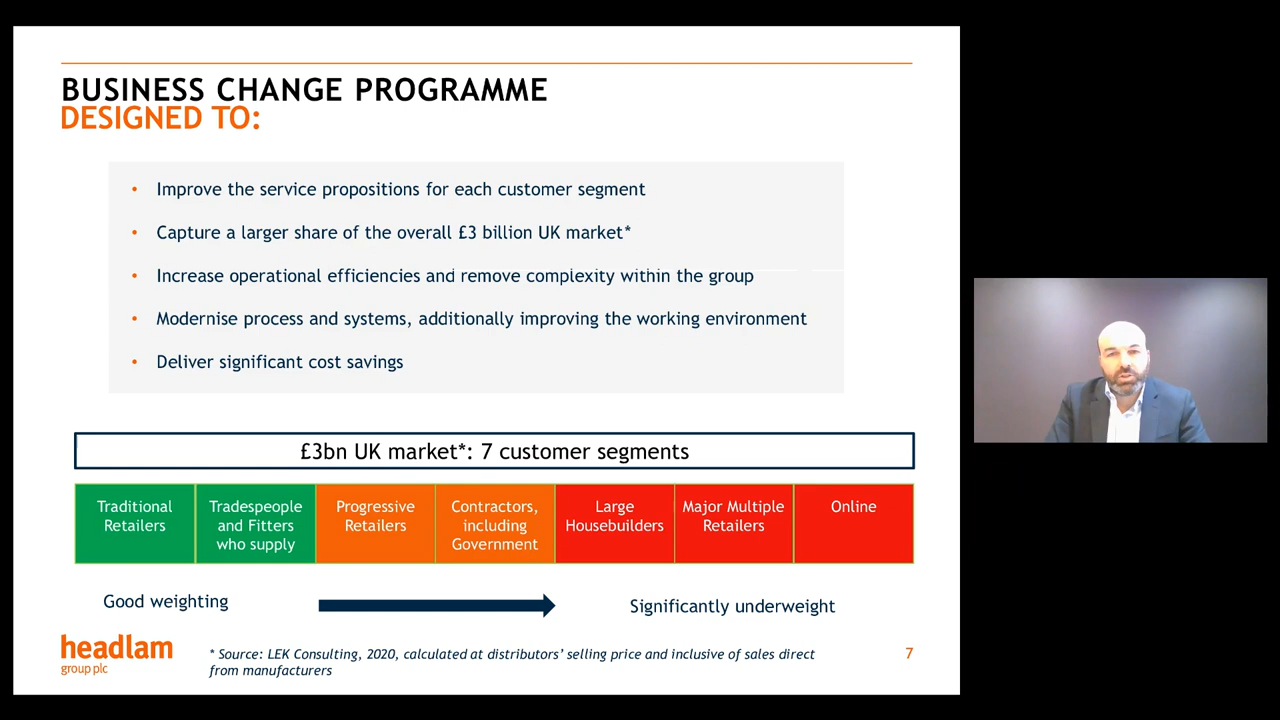 BUSINESS CHANGE PROGRAMME
DESIGNED TO:
• Improve the service propositions for each customer segment
• Capture a larger share of the overall £3 billion UK market*
• Increase operational efficiencies and remove complexity within the group
• Modernise process and systems, additionally improving the working environment
• Deliver significant cost savings
£3bn UK market*: 7 customer segments
Traditional
Retailers
Tradespeople
and Fitters
who supply
Progressive
Retailers
Contractors,
including
Government
Large
Housebuilders
Major Multiple
Retailers
Online
Good weighting
Significantly underweight
headlam
group plc
* Source: LEK Consulting, 2020, calculated at distributors' selling price and inclusive of sales direct
from manufacturers
7